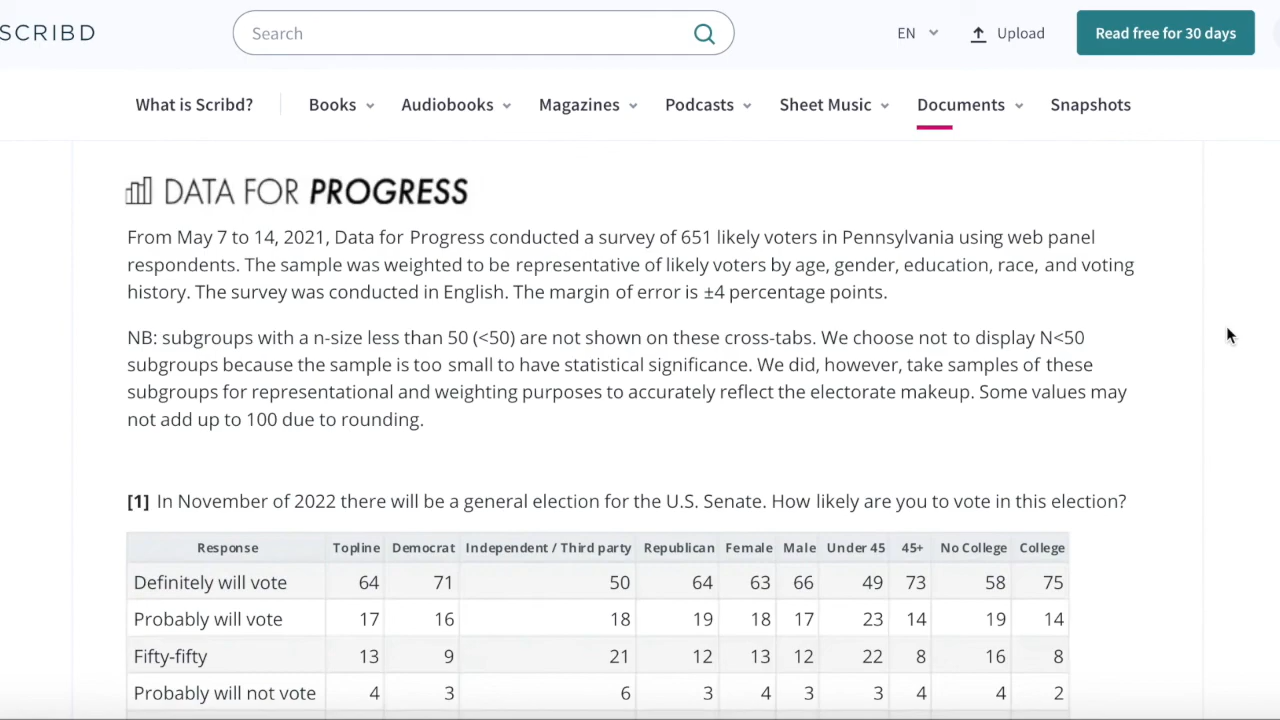 SCRIBD
Search
EN
Upload
Read free for 30 days
What is Scribd?
Books
Audiobooks
Magazines
Podcasts
Sheet Music
Documents
Snapshots
DATA FOR PROGRESS
From May 7 to 14, 2021, Data for Progress conducted a survey of 651 likely voters in Pennsylvania using web panel
respondents. The sample was weighted to be representative of likely voters by age, gender, education, race, and voting
history. The survey was conducted in English. The margin of error is ±4 percentage points.
NB: subgroups with a n-size less than 50 (<50) are not shown on these cross-tabs. We choose not to display N<50
subgroups because the sample is too small to have statistical significance. We did, however, take samples of these
subgroups for representational and weighting purposes to accurately reflect the electorate makeup. Some values may
not add up to 100 due to rounding.
[1] In November of 2022 there will be a general election for the U.S. Senate. How likely are you to vote in this election?
Response Topline Democrat Independent / Third party Republican Female Male Under 45 45+ No College College
Definitely will vote 64 71 50 64 63 66 49 73 58 75
Probably will vote 17 16 18 19 18 17 23 14 19 14
Fifty-fifty 13 9 21 12 13 12 22 8 16 8
Probably will not vote 4 3 6 3 4 3 3 4 4 2